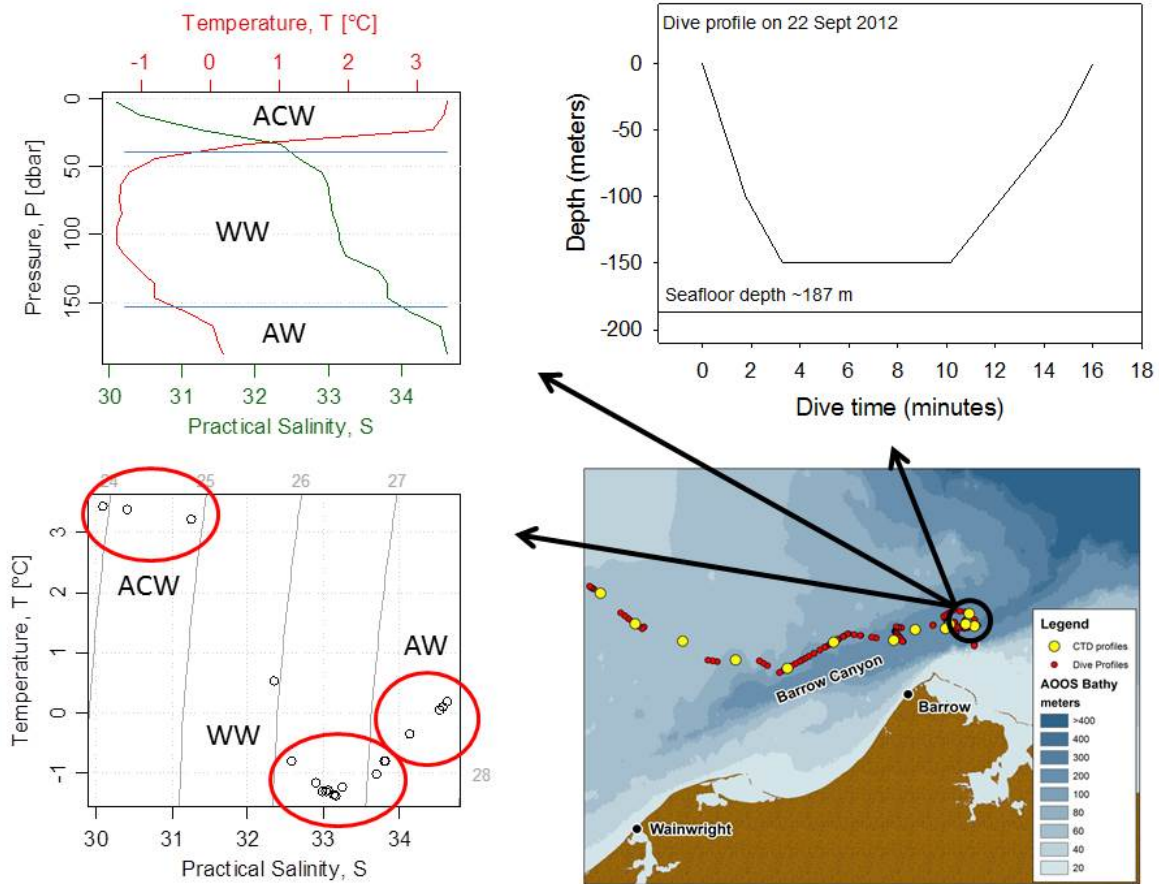 Temperature, T [°C]
-1 0 1 2 3
0
50
100
150
Pressure, P [dbar]
ACW
WW
AW
30 31 32 33 34
Practical Salinity, S
Dive profile on 22 Sept 2012
0
-50
-100
-150
-200
Depth (meters)
Seafloor depth ~187 m
0 2 4 6 8 10 12 14 16 18
Dive time (minutes)
24 25 26 27
3
2
1
0
-1
Temperature, T [°C]
ACW
AW
WW
28
30 31 32 33 34
Practical Salinity, S
Barrow Canyon
Barrow
Wainwright
Legend
CTD profiles
Dive Profiles
AOOS Bathy
meters
>400
400
300
200
100
80
60
40
20